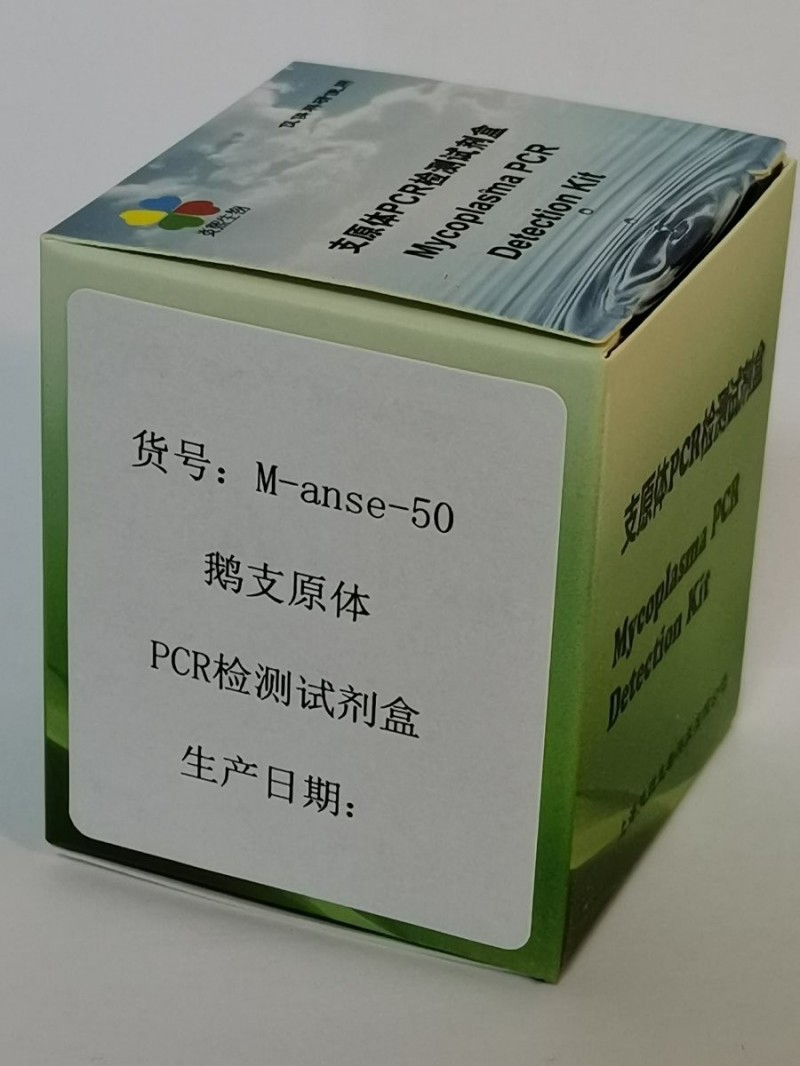 支原体PCR检测试剂盒
Mycoplasma PCR
Detection Kit
货号：M-anse-50
鹅支原体
PCR检测试剂盒
生产日期：
支原体PCR检测试剂盒
Mycoplasma PCR
Detection Kit